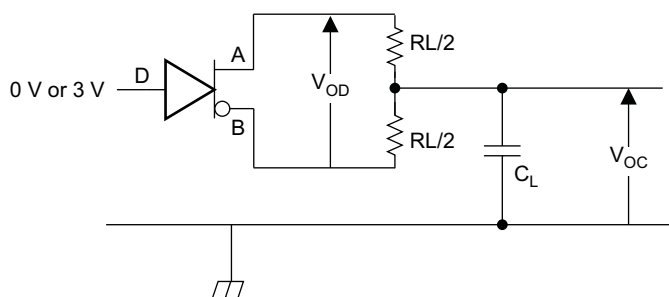 A
RL/2
0 V or 3 V
D
V_OD
B
RL/2
C_L
V_OC